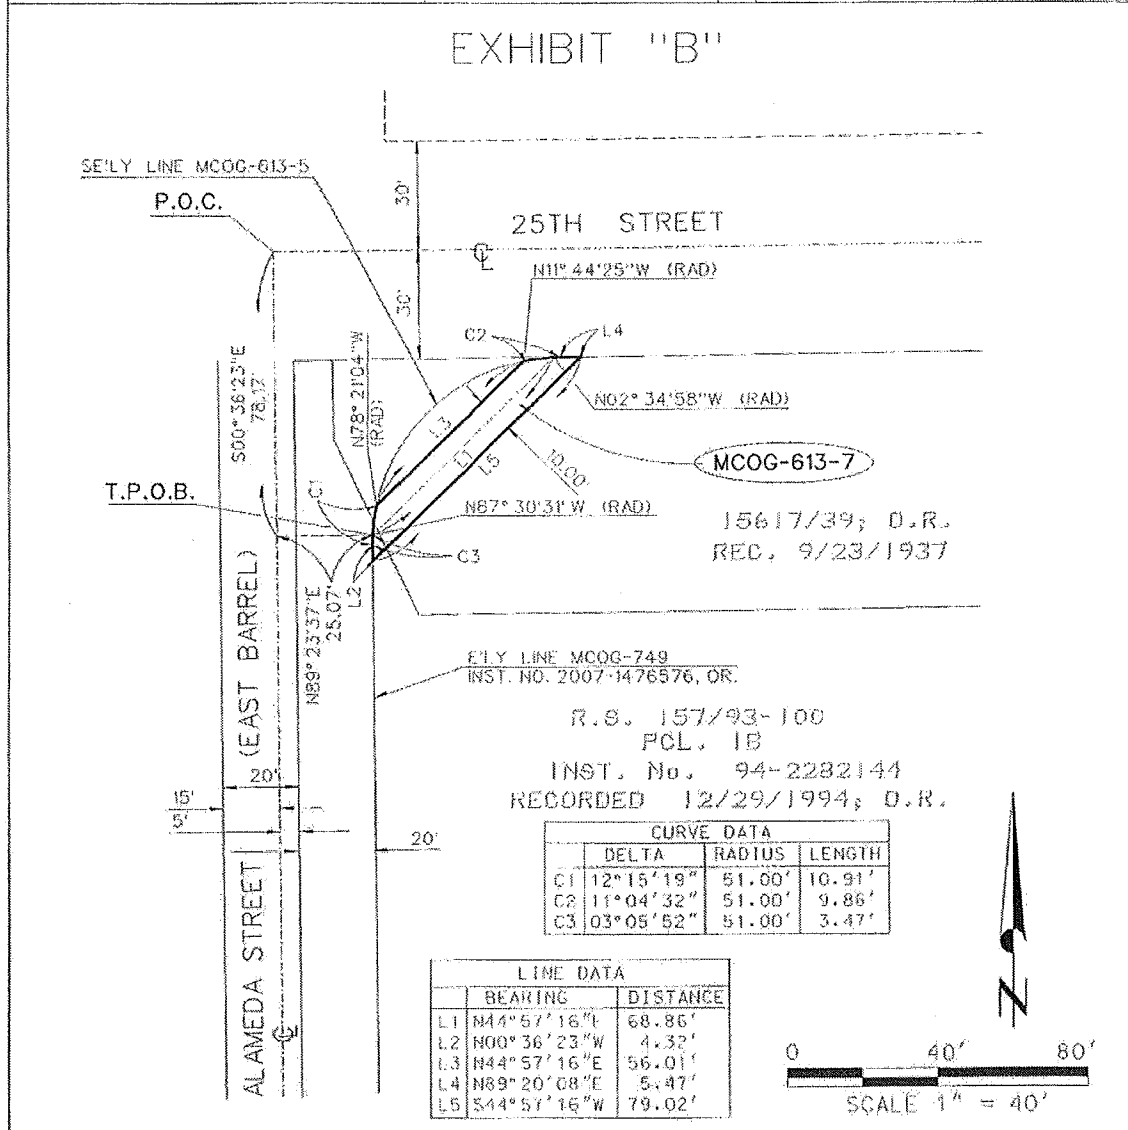 EXHIBIT "B"
SE'LY LINE MCOG-613-5
P.O.C.
30'
25TH STREET
CL
N11°44'25"W (RAD)
30'
C2
L4
S00°36'23"E
78.17'
N78°21'04"W
(RAD)
N02°34'58"W (RAD)
L3
L1
L5
10.00'
MCOG-613-7
T.P.O.B.
C1
N87°30'31"W (RAD)
15617/39; O.R.
REC. 9/23/1937
C3
L2
N89°23'37"E
25.07'
(EAST BARREL)
E'LY LINE MCOG-749
INST. NO. 2007-1476576, OR.
R.S. 157/93-100
PCL. 1B
INST. No. 94-2282144
RECORDED 12/29/1994; O.R.
20'
15'
5'
20'
ALAMEDA STREET
CL
CURVE DATA
DELTA RADIUS LENGTH
C1 12°15'19" 51.00' 10.91'
C2 11°04'32" 51.00' 9.86'
C3 03°05'52" 51.00' 3.47'
LINE DATA
BEARING DISTANCE
L1 N44°57'16"E 68.86'
L2 N00°36'23"W 4.32'
L3 N44°57'16"E 56.01'
L4 N89°20'08"E 5.47'
L5 S44°57'16"W 79.02'
N
0 40' 80'
SCALE 1" = 40'